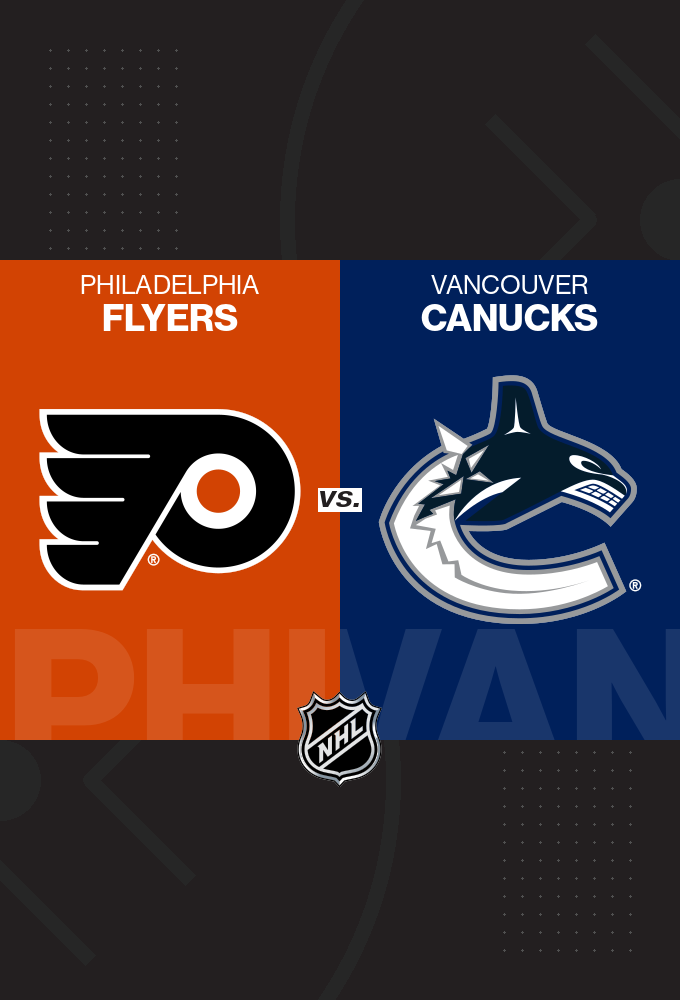 PHILADELPHIA
FLYERS
VANCOUVER
CANUCKS
vs.
®
®
PHI
VAN
NHL